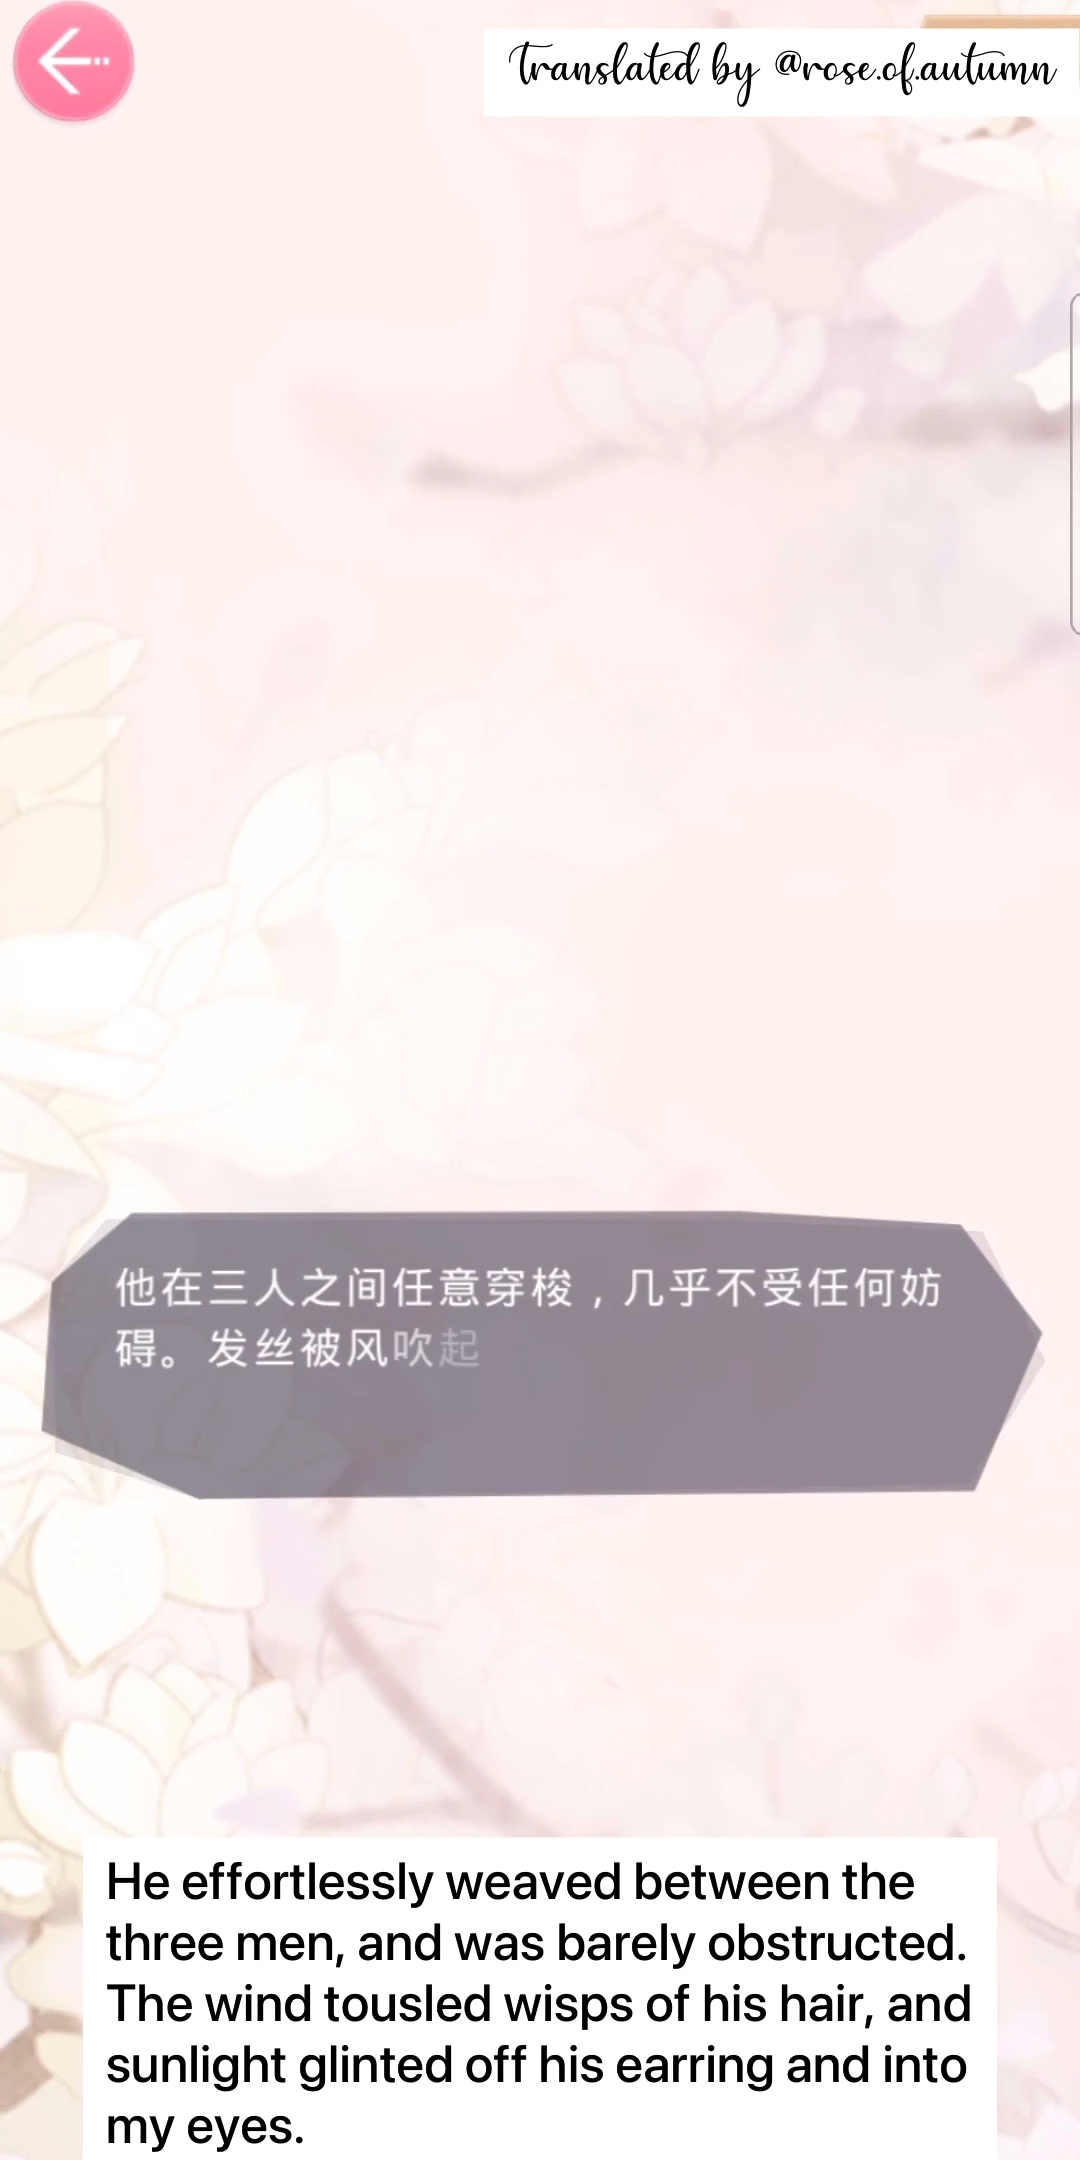 Translated by @rose.of.autumn
他在三人之间任意穿梭，几乎不受任何妨
碍。发丝被风吹起
He effortlessly weaved between the
three men, and was barely obstructed.
The wind tousled wisps of his hair, and
sunlight glinted off his earring and into
my eyes.